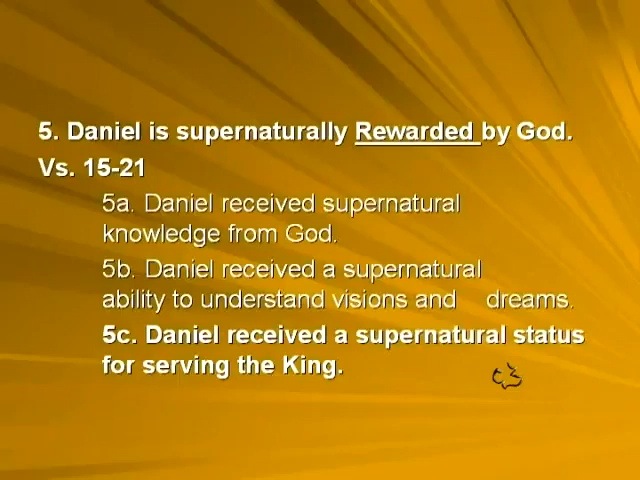 5. Daniel is supernaturally Rewarded by God.
Vs. 15-21
5a. Daniel received supernatural
knowledge from God.
5b. Daniel received a supernatural
ability to understand visions and dreams.
5c. Daniel received a supernatural status
for serving the King.